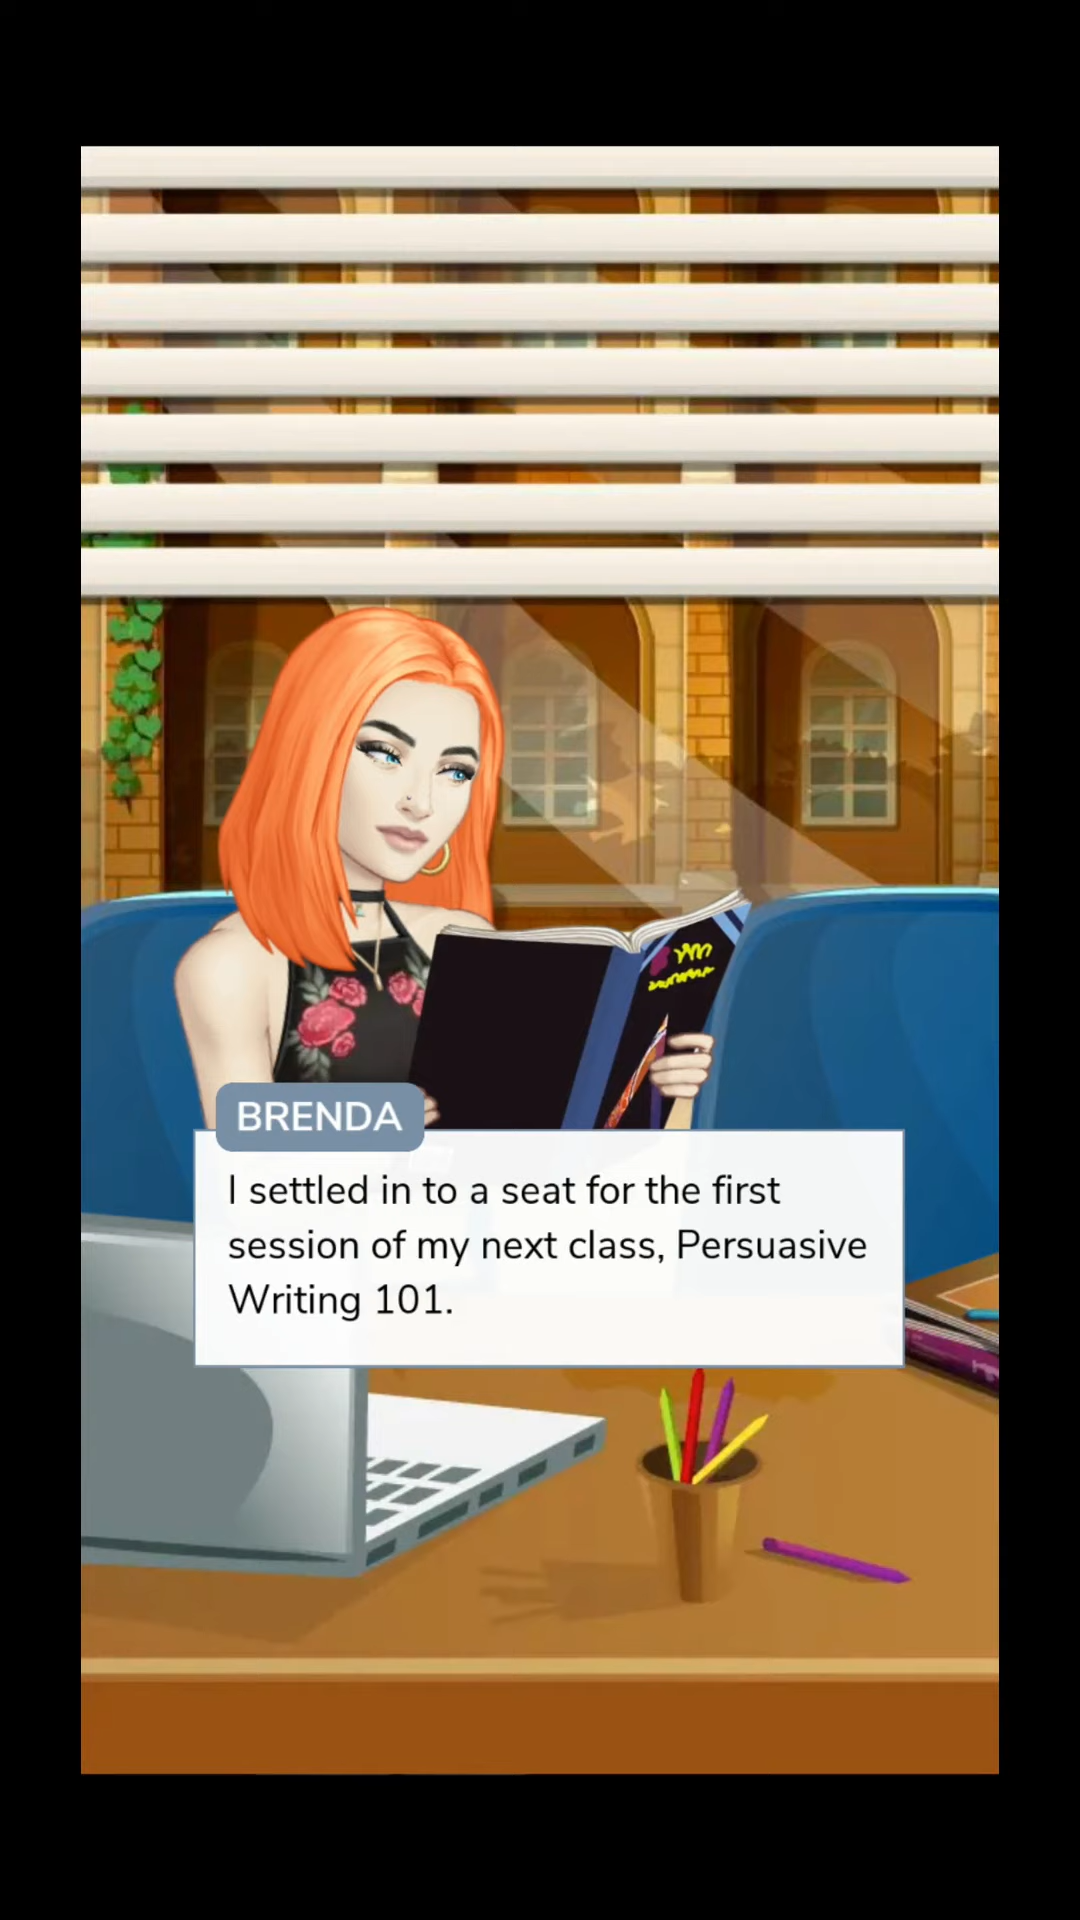 BRENDA
I settled in to a seat for the first
session of my next class, Persuasive
Writing 101.